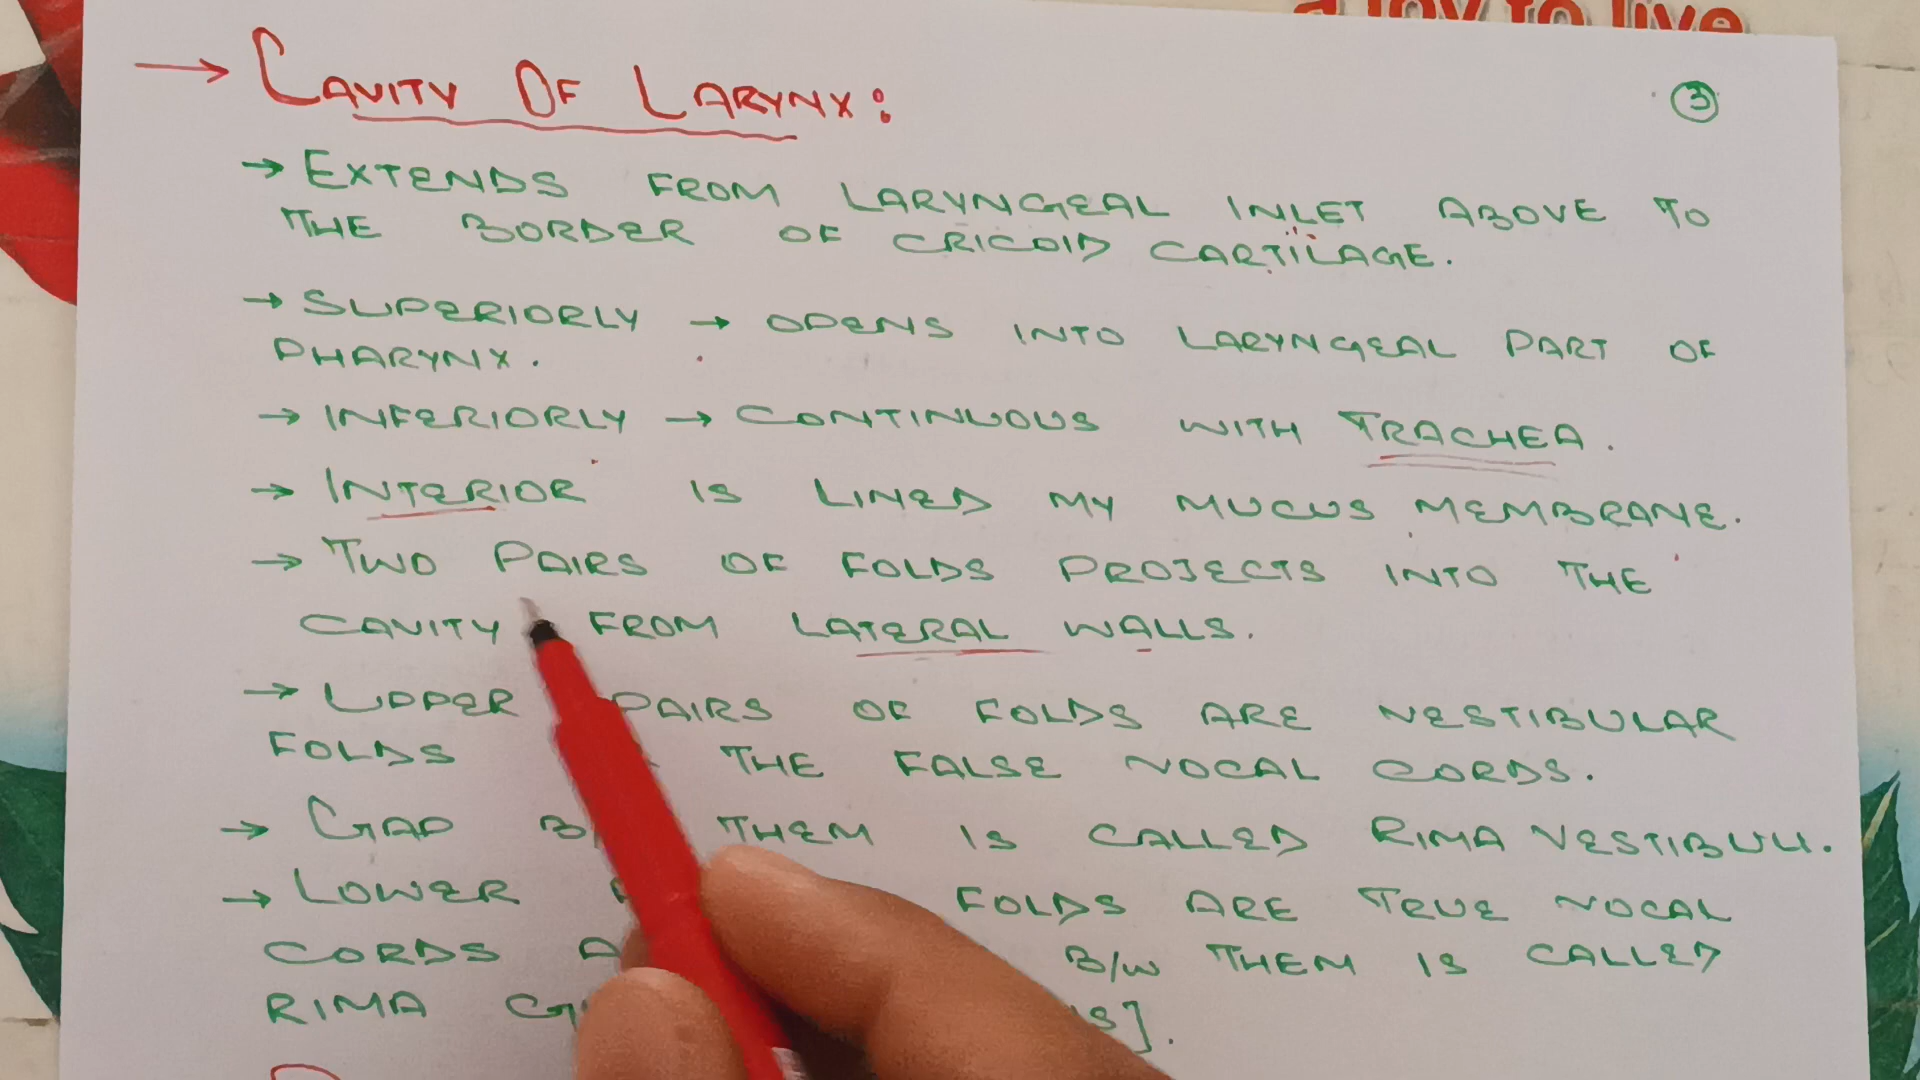 a joy to live
→ CAVITY OF LARYNX:
3
→ EXTENDS FROM LARYNGEAL INLET ABOVE TO
THE BORDER OF CRICOID CARTILAGE.
→ SUPERIORLY → OPENS INTO LARYNGEAL PART OF
PHARYNX.
→ INFERIORLY → CONTINUOUS WITH TRACHEA.
→ INTERIOR IS LINED MY MUCUS MEMBRANE.
→ TWO PAIRS OF FOLDS PROJECTS INTO THE
CAVITY FROM LATERAL WALLS.
→ UPPER PAIRS OF FOLDS ARE VESTIBULAR
FOLDS THE FALSE VOCAL CORDS.
→ GAP THEM IS CALLED RIMA VESTIBULI.
→ LOWER FOLDS ARE TRUE VOCAL
CORDS B/W THEM IS CALLED
RIMA